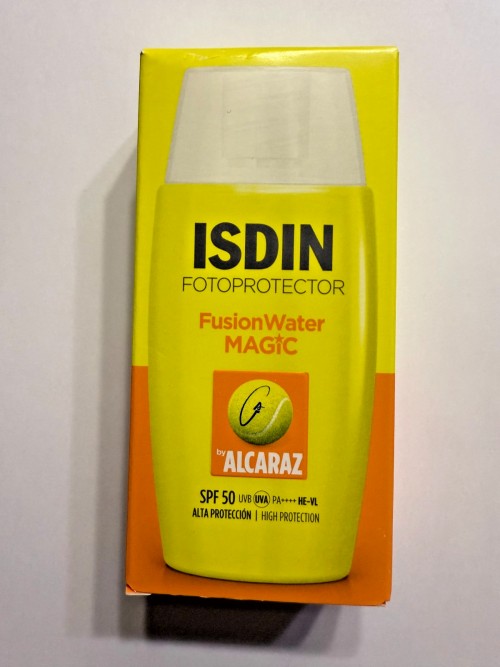 ISDIN
FOTOPROTECTOR
FusionWater
MAGIC
by ALCARAZ
SPF 50 UVB UVA PA++++ HE-VL
ALTA PROTECCIÓN | HIGH PROTECTION